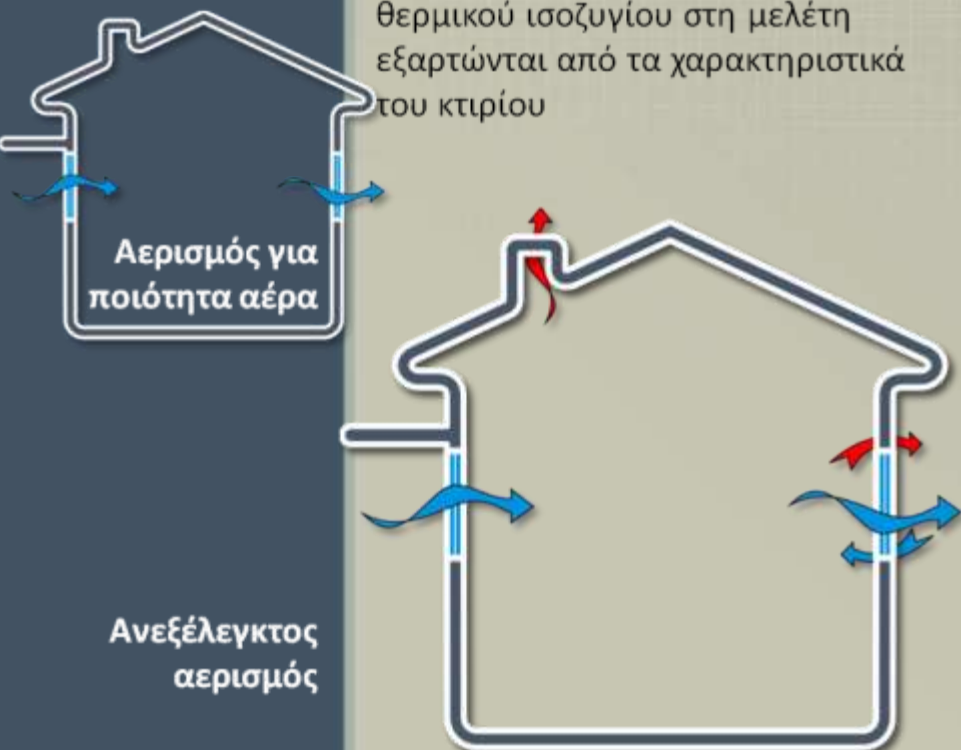 θερμικού ισοζυγίου στη μελέτη
εξαρτώνται από τα χαρακτηριστικά
του κτιρίου
Αερισμός για
ποιότητα αέρα
Ανεξέλεγκτος
αερισμός